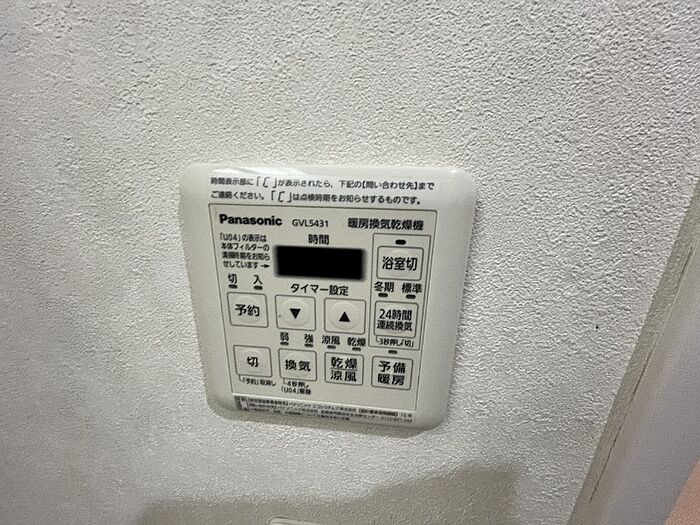 時間表示部に「[」が表示されたら、下記の【問い合わせ先】まで
ご連絡ください。「[」は点検時期をお知らせするものです。
Panasonic GVL5431 暖房換気乾燥機
「U04」の表示は
本体フィルターの
清掃時期をお知ら
せしています→
時間
浴室切
切 入
タイマー設定
冬期 標準
予約 ▼ ▲
24時間
連続換気
3秒押し「切」
弱 強 涼風 乾燥
切
換気
乾燥
涼風
予備
暖房
「予約」取消し
4秒押し
「U04」解除